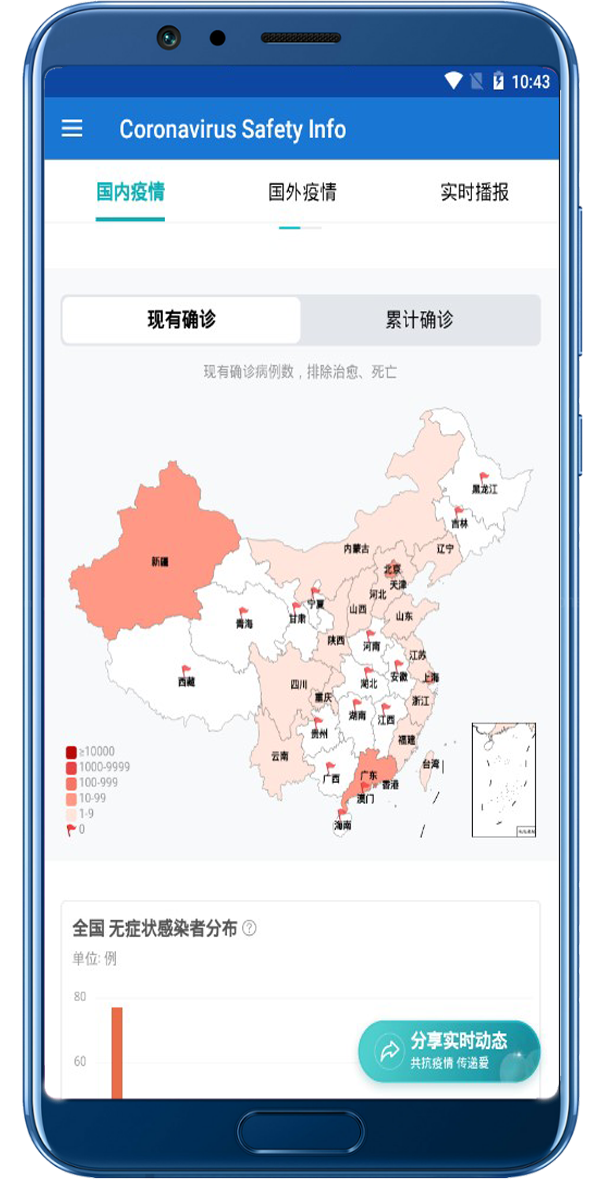 10:43
Coronavirus Safety Info
国内疫情
国外疫情
实时播报
现有确诊
累计确诊
现有确诊病例数，排除治愈、死亡
黑龙江
吉林
内蒙古
辽宁
新疆
北京
天津
河北
宁夏
山西
山东
甘肃
青海
陕西
河南
江苏
西藏
四川
湖北
安徽
上海
重庆
浙江
湖南
江西
贵州
福建
云南
台湾
广西
广东
香港
澳门
海南
≥10000
1000-9999
100-999
10-99
1-9
0
全国 无症状感染者分布
单位: 例
80
60
分享实时动态
共抗疫情 传递爱